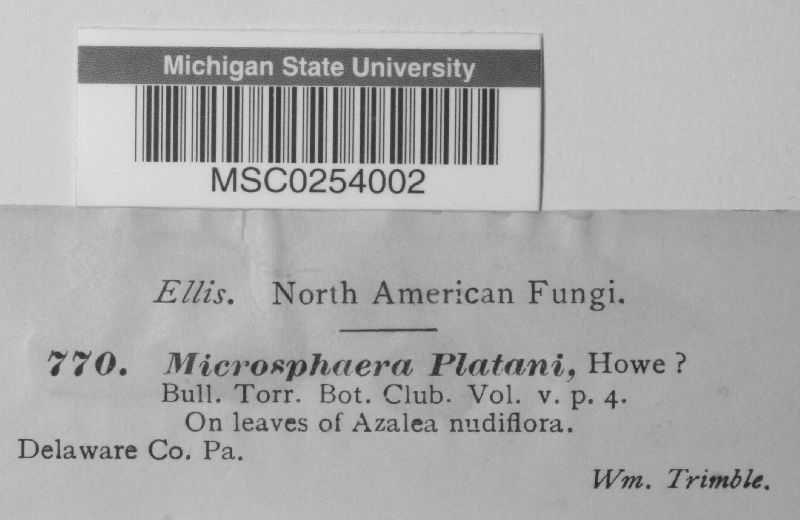 Michigan State University
MSC0254002
Ellis. North American Fungi.
770. Microsphaera Platani, Howe ?
Bull. Torr. Bot. Club. Vol. v. p. 4.
On leaves of Azalea nudiflora.
Delaware Co. Pa.
Wm. Trimble.